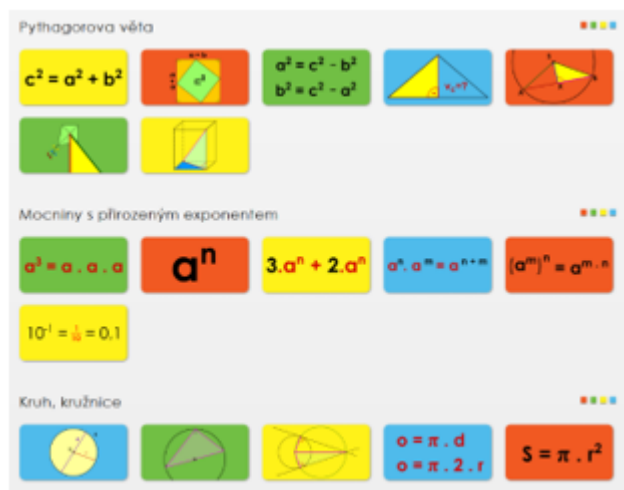 Pythagorova věta
c² = a² + b²
c²
a² = c² - b²
b² = c² - a²
Mocniny s přirozeným exponentem
a³ = a . a . a
aⁿ
3.aⁿ + 2.aⁿ
aⁿ. aᵐ = aⁿ⁺ᵐ
(aᵐ)ⁿ = aᵐ·ⁿ
10⁻¹ = 1/10 = 0,1
Kruh, kružnice
o = π . d
o = π . 2 . r
S = π . r²